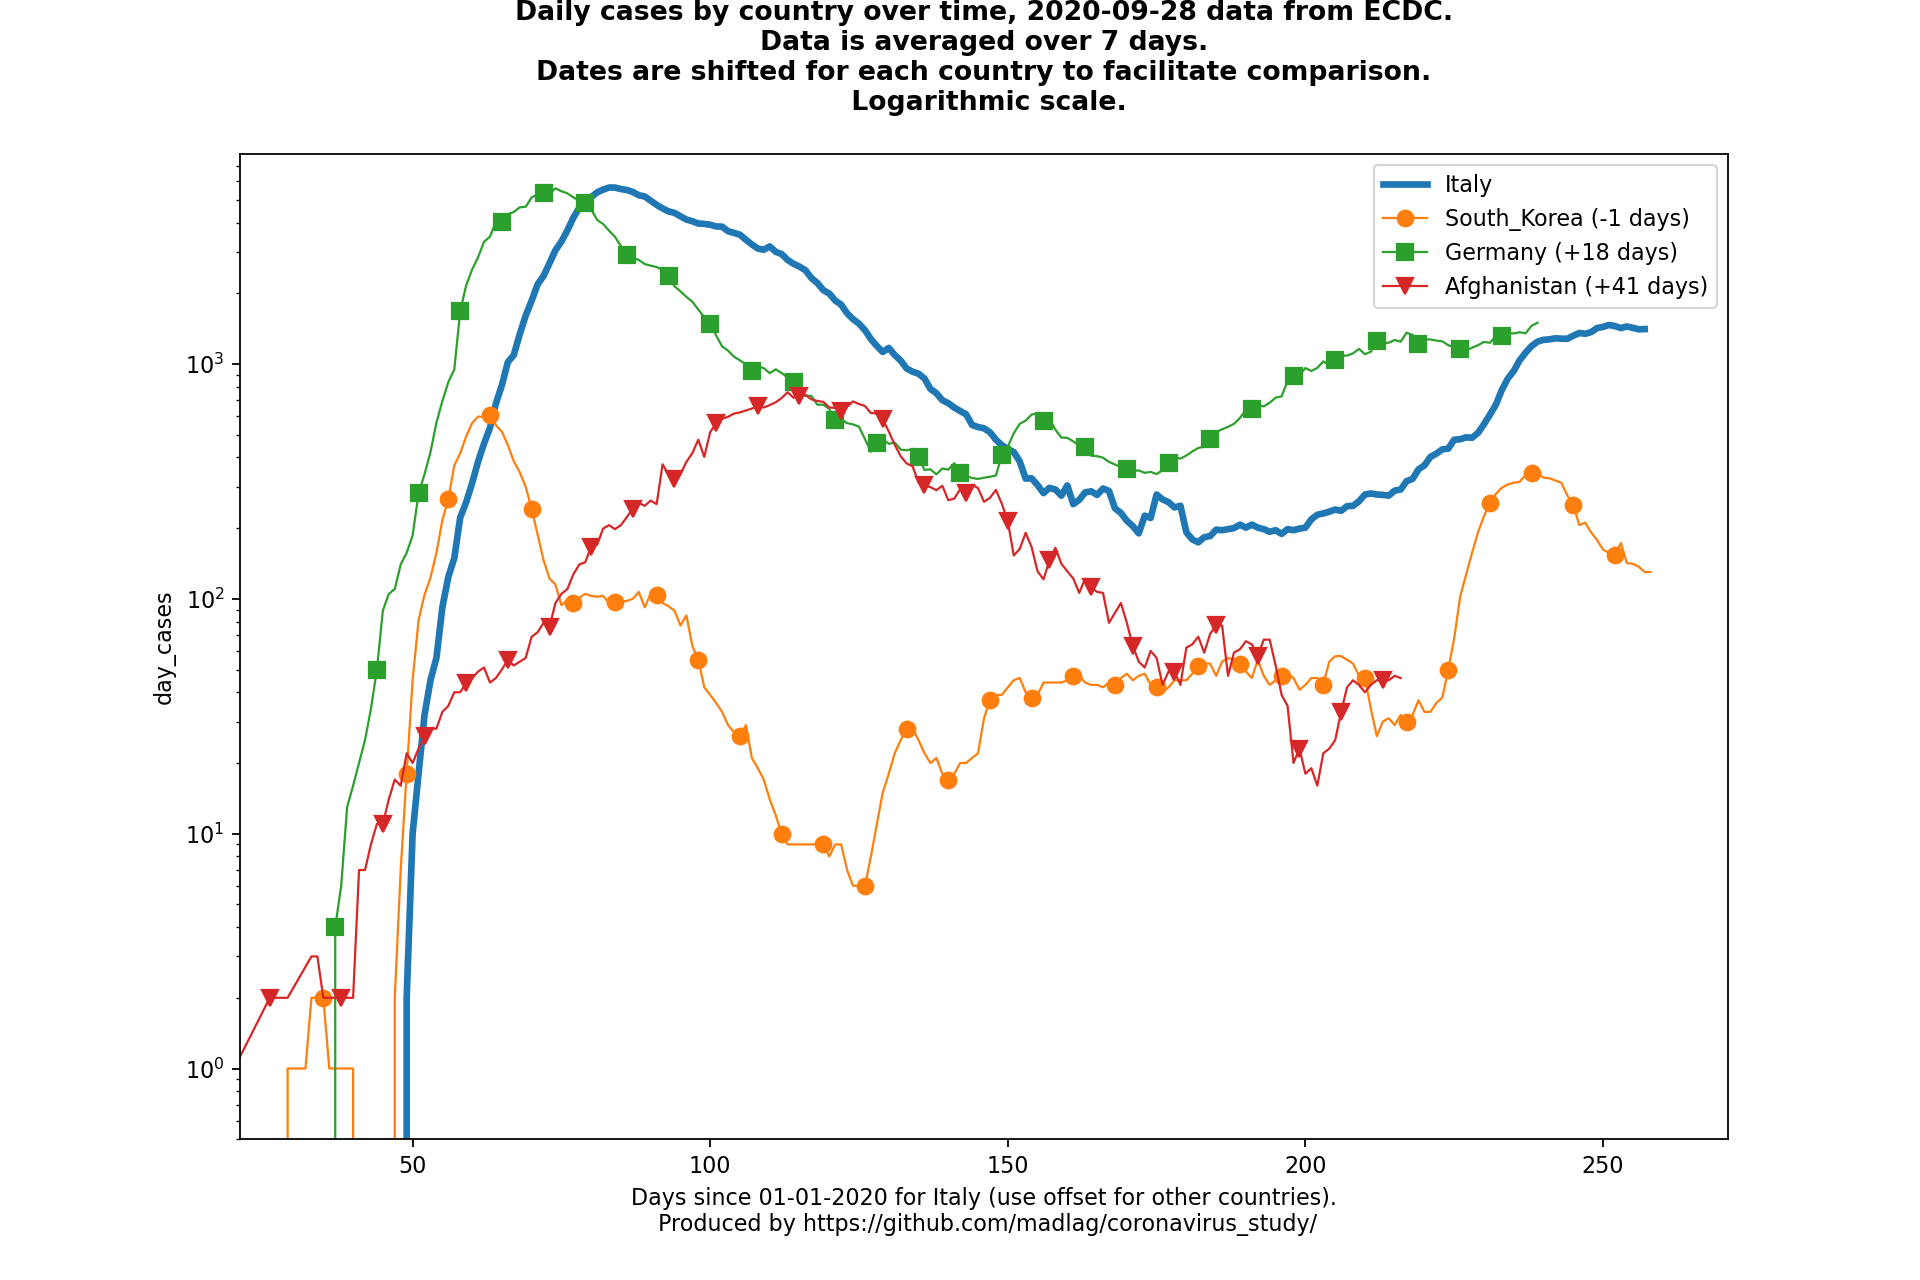 Daily cases by country over time, 2020-09-28 data from ECDC.
Data is averaged over 7 days.
Dates are shifted for each country to facilitate comparison.
Logarithmic scale.
Italy
South_Korea (-1 days)
Germany (+18 days)
Afghanistan (+41 days)
10³
10²
10¹
10⁰
day_cases
50 100 150 200 250
Days since 01-01-2020 for Italy (use offset for other countries).
Produced by https://github.com/madlag/coronavirus_study/